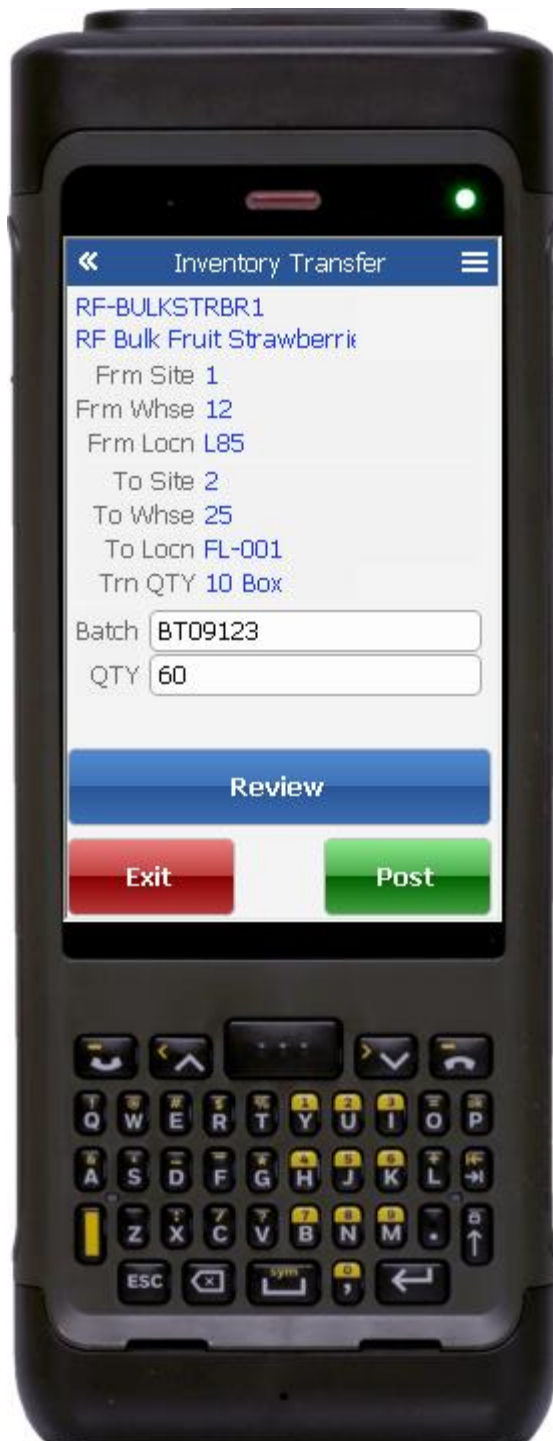 « Inventory Transfer
RF-BULKSTRBR1
RF Bulk Fruit Strawberrie
Frm Site 1
Frm Whse 12
Frm Locn L85
To Site 2
To Whse 25
To Locn FL-001
Trn QTY 10 Box
Batch BT09123
QTY 60
Review
Exit Post
Q W E R T Y U I O P
A S D F G H J K L
Z X C V B N M .
ESC sym ,